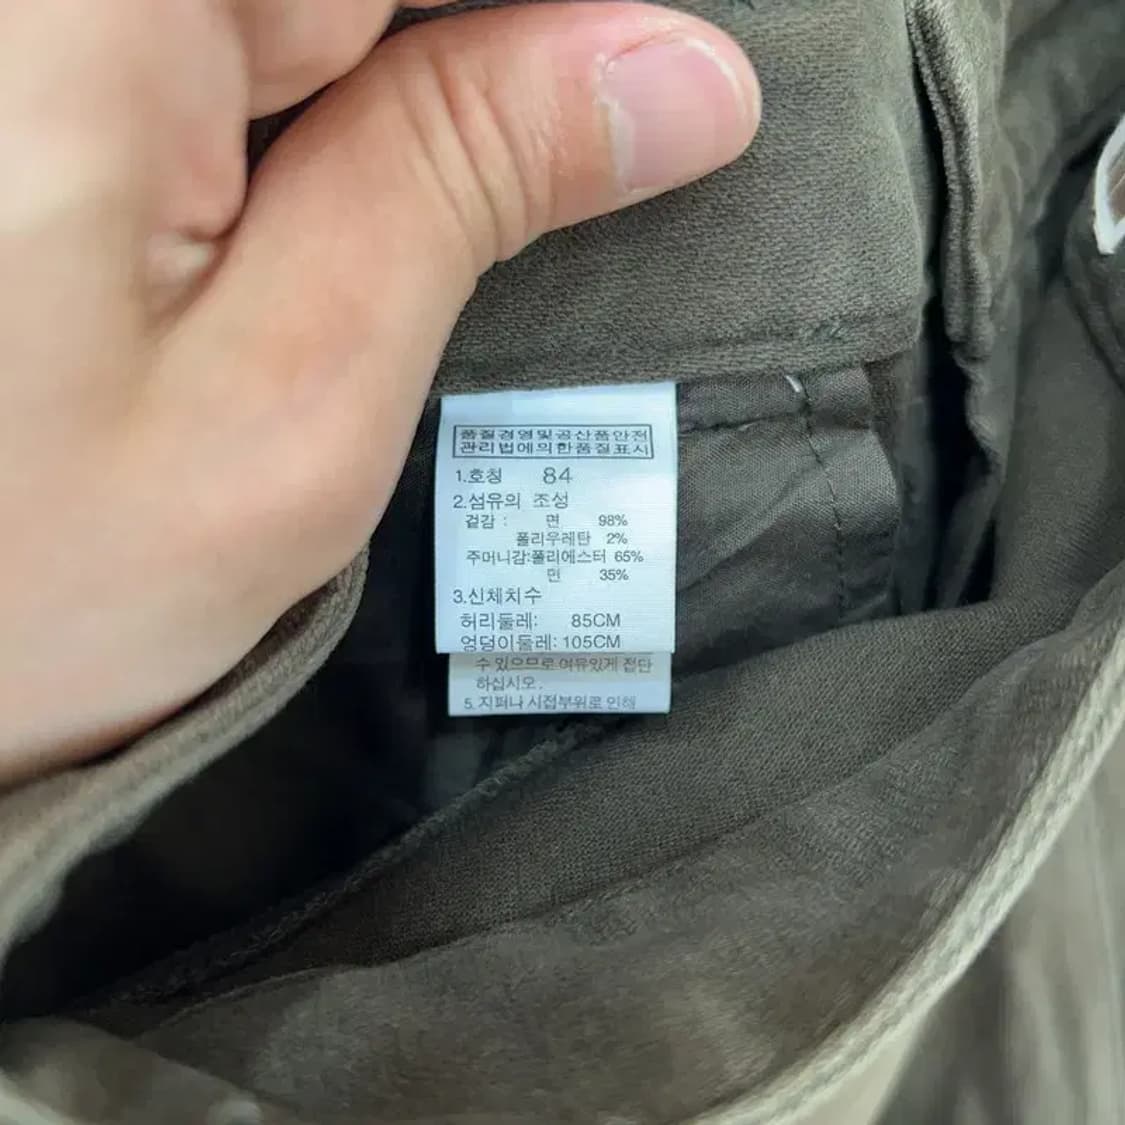 품질경영및공산품안전
관리법에의한품질표시
1.호칭 84
2.섬유의 조성
겉감 : 면 98%
폴리우레탄 2%
주머니감:폴리에스터 65%
면 35%
3.신체치수
허리둘레: 85CM
엉덩이둘레: 105CM
수 있으므로 여유있게 접단
하십시오.
5. 지퍼나 시접부위로 인해